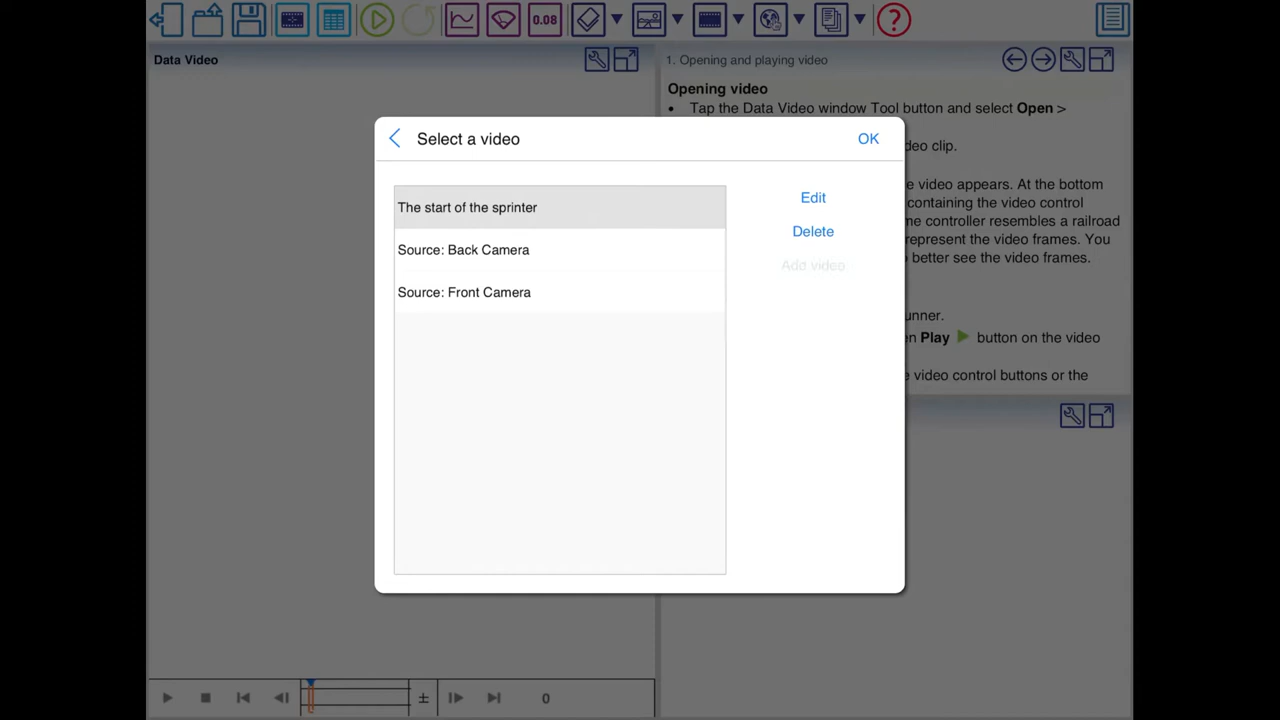 0.08
?
Data Video
1. Opening and playing video
Opening video
• Tap the Data Video window Tool button and select Open >
deo clip.
e video appears. At the bottom
containing the video control
ne controller resembles a railroad
represent the video frames. You
better see the video frames.
unner.
en Play button on the video
e video control buttons or the
Select a video
OK
The start of the sprinter
Source: Back Camera
Source: Front Camera
Edit
Delete
Add video
±
0